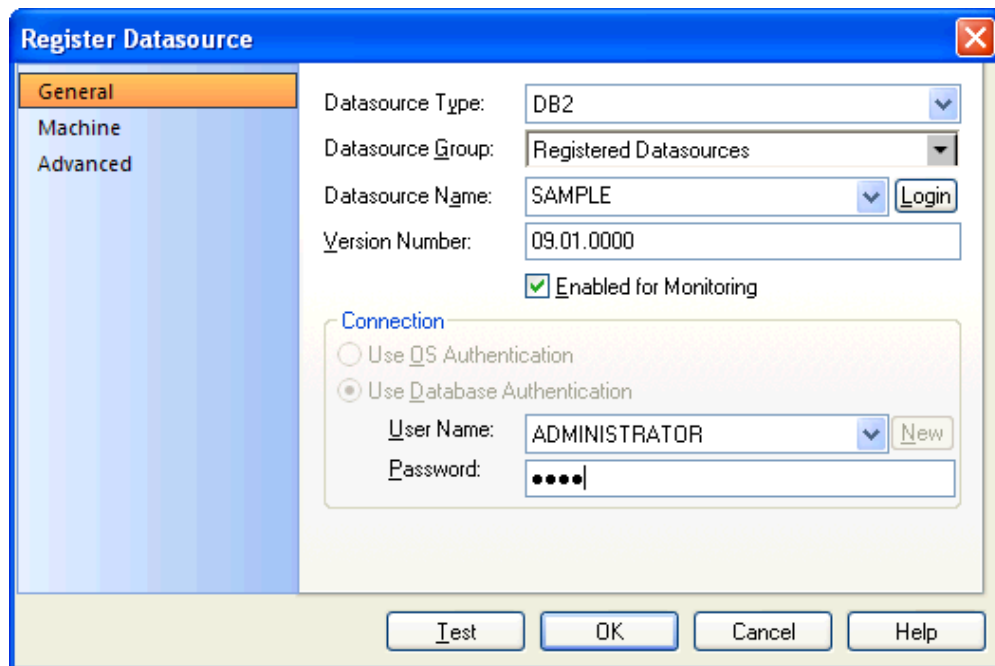 Register Datasource
General
Machine
Advanced
Datasource Type: DB2
Datasource Group: Registered Datasources
Datasource Name: SAMPLE Login
Version Number: 09.01.0000
Enabled for Monitoring
Connection
Use OS Authentication
Use Database Authentication
User Name: ADMINISTRATOR New
Password: ●●●●
Test OK Cancel Help